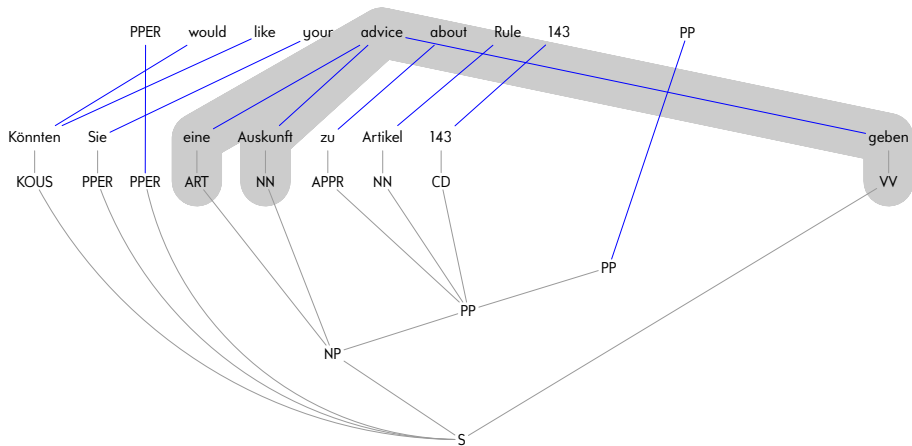 PPER would like your advice about Rule 143 PP
Könnten Sie eine Auskunft zu Artikel 143 geben
KOUS PPER PPER ART NN APPR NN CD VV
PP
PP
NP
S